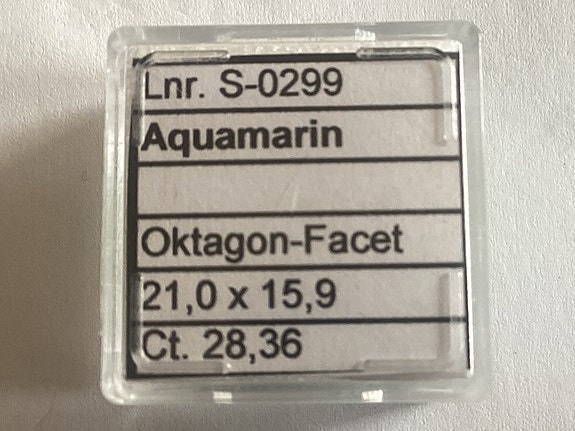 Lnr. S-0299
Aquamarin
Oktagon-Facet
21,0 x 15,9
Ct. 28,36